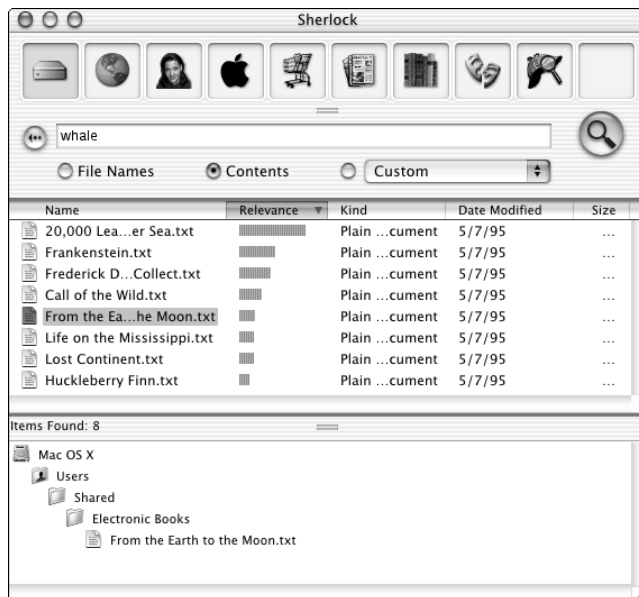 Sherlock
whale
File Names Contents Custom
Name Relevance Kind Date Modified Size
20,000 Lea...er Sea.txt Plain ...cument 5/7/95 ...
Frankenstein.txt Plain ...cument 5/7/95 ...
Frederick D...Collect.txt Plain ...cument 5/7/95 ...
Call of the Wild.txt Plain ...cument 5/7/95 ...
From the Ea...he Moon.txt Plain ...cument 5/7/95 ...
Life on the Mississippi.txt Plain ...cument 5/7/95 ...
Lost Continent.txt Plain ...cument 5/7/95 ...
Huckleberry Finn.txt Plain ...cument 5/7/95 ...
Items Found: 8
Mac OS X
Users
Shared
Electronic Books
From the Earth to the Moon.txt